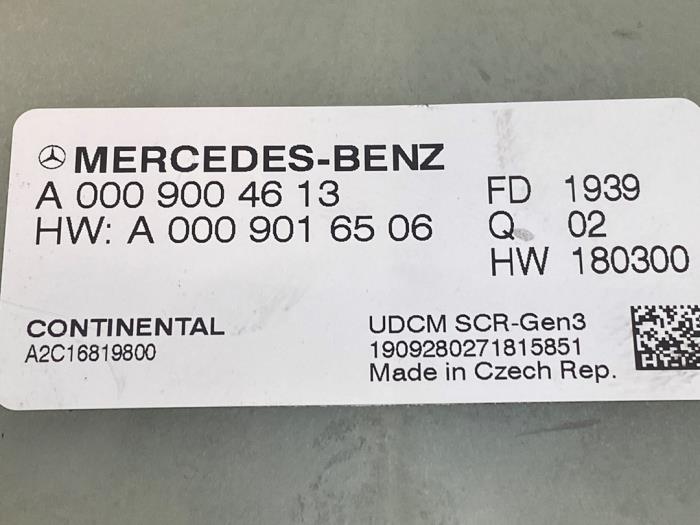 MERCEDES-BENZ
A 000 900 46 13
HW: A 000 901 65 06
FD 1939
Q 02
HW 180300
CONTINENTAL
A2C16819800
UDCM SCR-Gen3
1909280271815851
Made in Czech Rep.